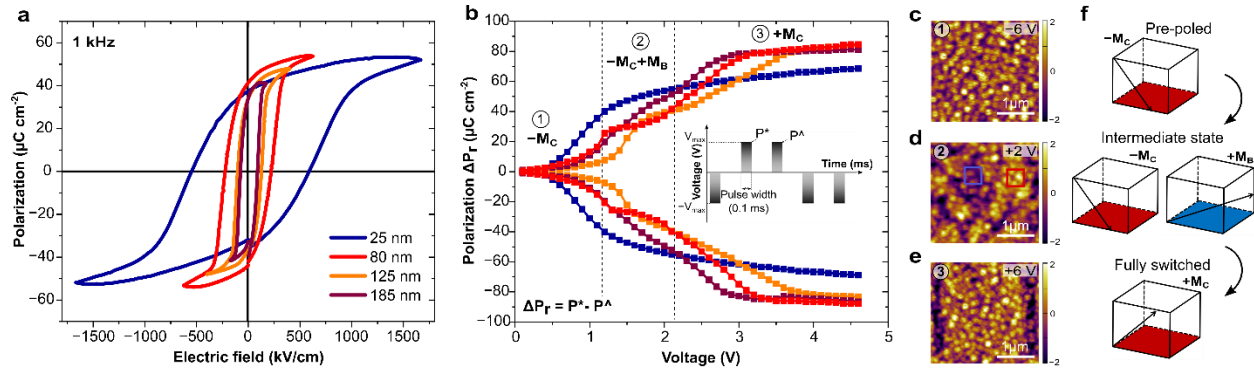 a
1 kHz
Polarization (µC cm⁻²)
60
40
20
0
-20
-40
-60
-1500 -1000 -500 0 500 1000 1500
Electric field (kV/cm)
25 nm
80 nm
125 nm
185 nm
b
Polarization ΔPr (µC cm⁻²)
100
80
60
40
20
0
-20
-40
-60
-80
-100
0 1 2 3 4 5
Voltage (V)
1
−MC
2
−MC+MB
3 +MC
Voltage (V)
Vmax
−Vmax
P* P^
Time (ms)
Pulse width
(0.1 ms)
ΔPr = P*- P^
c
1 −6 V
1µm
2
−2
d
2 +2 V
1µm
2
−2
e
3 +6 V
1µm
2
−2
f
Pre-poled
−MC
Intermediate state
−MC +MB
Fully switched
+MC